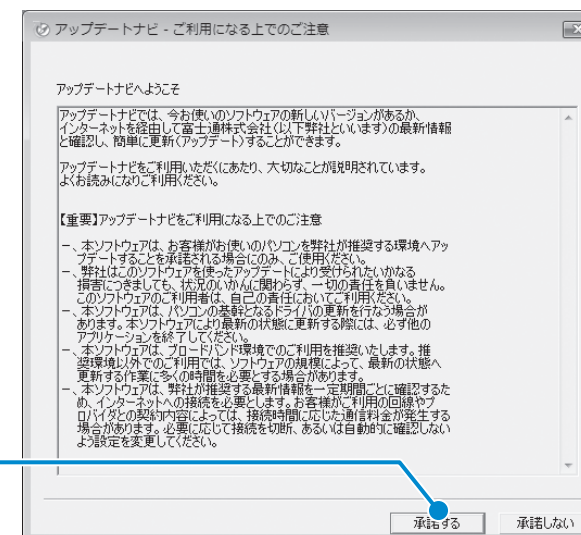 アップデートナビ - ご利用になる上でのご注意
アップデートナビへようこそ
アップデートナビでは、今お使いのソフトウェアの新しいバージョンがあるか、
インターネットを経由して富士通株式会社(以下弊社といいます)の最新情報
と確認し、簡単に更新(アップデート)することができます。
アップデートナビをご利用いただくにあたり、大切なことが説明されています。
よくお読みになりご利用ください。
【重要】アップデートナビをご利用になる上でのご注意
－、本ソフトウェアは、お客様がお使いのパソコンを弊社が推奨する環境へアッ
プデートすることを承諾される場合にのみ、ご使用ください。
－、弊社はこのソフトウェアを使ったアップデートにより受けられたいかなる
損害につきましても、状況のいかんに関わらず、一切の責任を負いません。
このソフトウェアのご利用者は、自己の責任においてご利用ください。
－、本ソフトウェアは、パソコンの基幹となるドライバの更新を行なう場合が
あります。本ソフトウェアにより最新の状態に更新する際には、必ず他の
アプリケーションを終了してください。
－、本ソフトウェアは、ブロードバンド環境でのご利用を推奨いたします。推
奨環境以外でのご利用では、ソフトウェアの規模によって、最新の状態へ
更新する作業に多くの時間を必要とする場合があります。
－、本ソフトウェアは、弊社が推奨する最新情報を一定期間ごとに確認するた
め、インターネットへの接続を必要とします。お客様がご利用の回線やプ
ロバイダとの契約内容によっては、接続時間に応じた通信料金が発生する
場合があります。必要に応じて接続を切断、あるいは自動的に確認しない
よう設定を変更してください。
承諾する 承諾しない